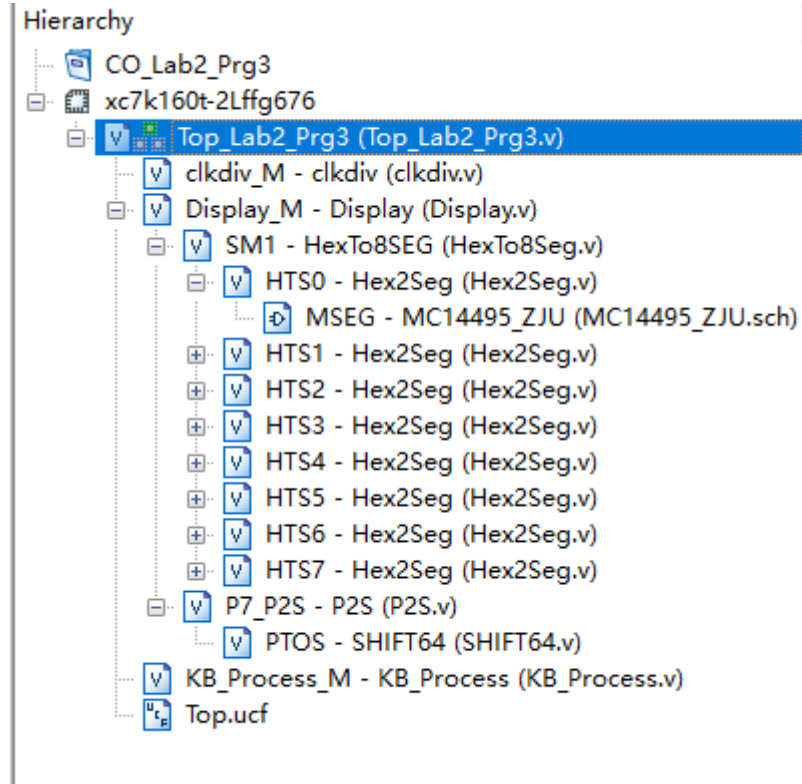 Hierarchy
CO_Lab2_Prg3
xc7k160t-2Lffg676
Top_Lab2_Prg3 (Top_Lab2_Prg3.v)
clkdiv_M - clkdiv (clkdiv.v)
Display_M - Display (Display.v)
SM1 - HexTo8SEG (HexTo8Seg.v)
HTS0 - Hex2Seg (Hex2Seg.v)
MSEG - MC14495_ZJU (MC14495_ZJU.sch)
HTS1 - Hex2Seg (Hex2Seg.v)
HTS2 - Hex2Seg (Hex2Seg.v)
HTS3 - Hex2Seg (Hex2Seg.v)
HTS4 - Hex2Seg (Hex2Seg.v)
HTS5 - Hex2Seg (Hex2Seg.v)
HTS6 - Hex2Seg (Hex2Seg.v)
HTS7 - Hex2Seg (Hex2Seg.v)
P7_P2S - P2S (P2S.v)
PTOS - SHIFT64 (SHIFT64.v)
KB_Process_M - KB_Process (KB_Process.v)
Top.ucf